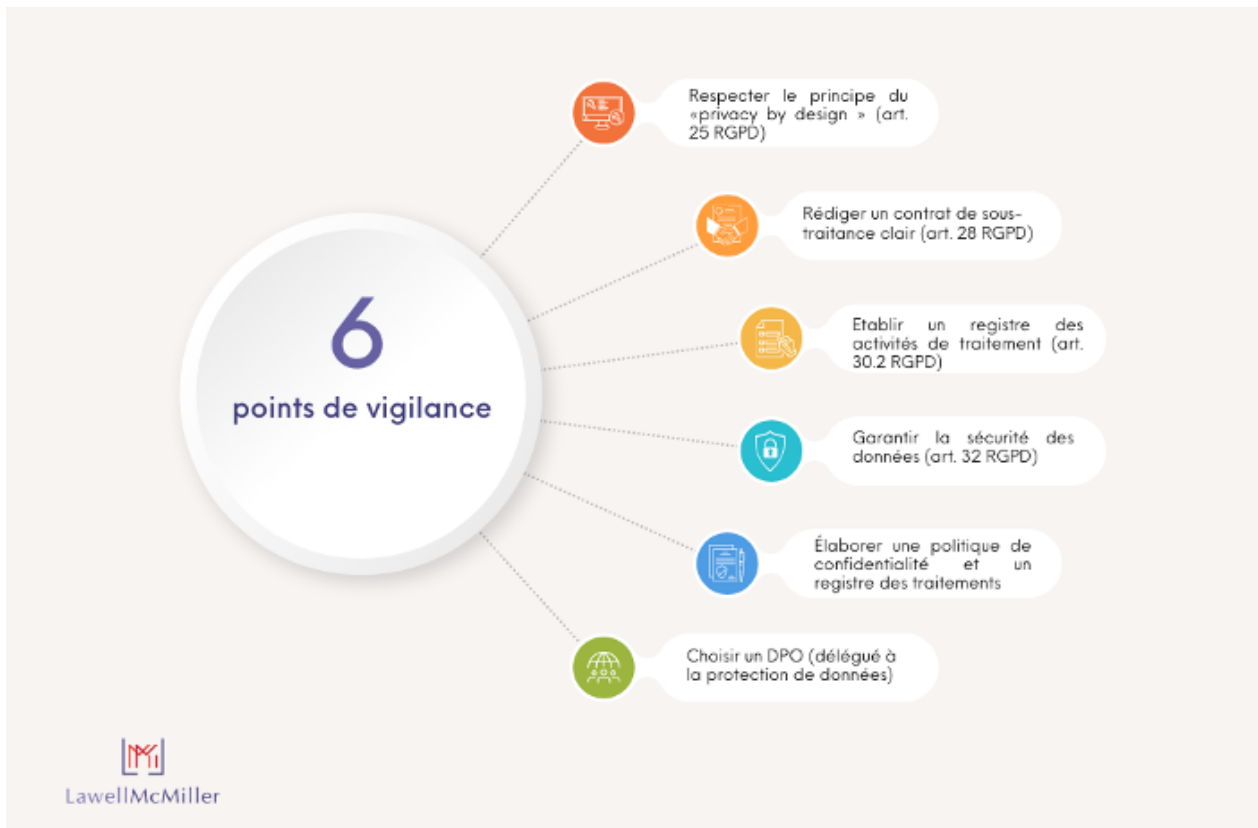 6
points de vigilance
Respecter le principe du
«privacy by design » (art.
25 RGPD)
Rédiger un contrat de sous-
traitance clair (art. 28 RGPD)
Etablir un registre des
activités de traitement (art.
30.2 RGPD)
Garantir la sécurité des
données (art. 32 RGPD)
Élaborer une politique de
confidentialité et un
registre des traitements
Choisir un DPO (délégué à
la protection de données)
LawellMcMiller